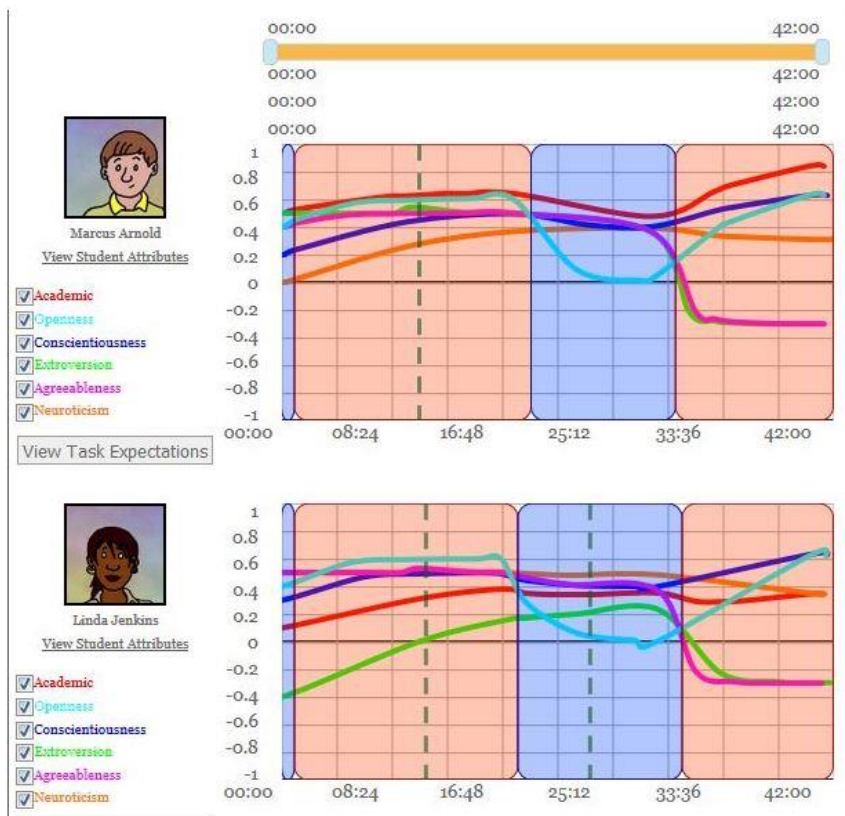 00:00 42:00
00:00 42:00
00:00 42:00
00:00 42:00
1
0.8
0.6
0.4
0.2
0
-0.2
-0.4
-0.6
-0.8
-1
00:00 08:24 16:48 25:12 33:36 42:00
Marcus Arnold
View Student Attributes
Academic
Openness
Conscientiousness
Extroversion
Agreeableness
Neuroticism
View Task Expectations
1
0.8
0.6
0.4
0.2
0
-0.2
-0.4
-0.6
-0.8
-1
00:00 08:24 16:48 25:12 33:36 42:00
Linda Jenkins
View Student Attributes
Academic
Openness
Conscientiousness
Extroversion
Agreeableness
Neuroticism